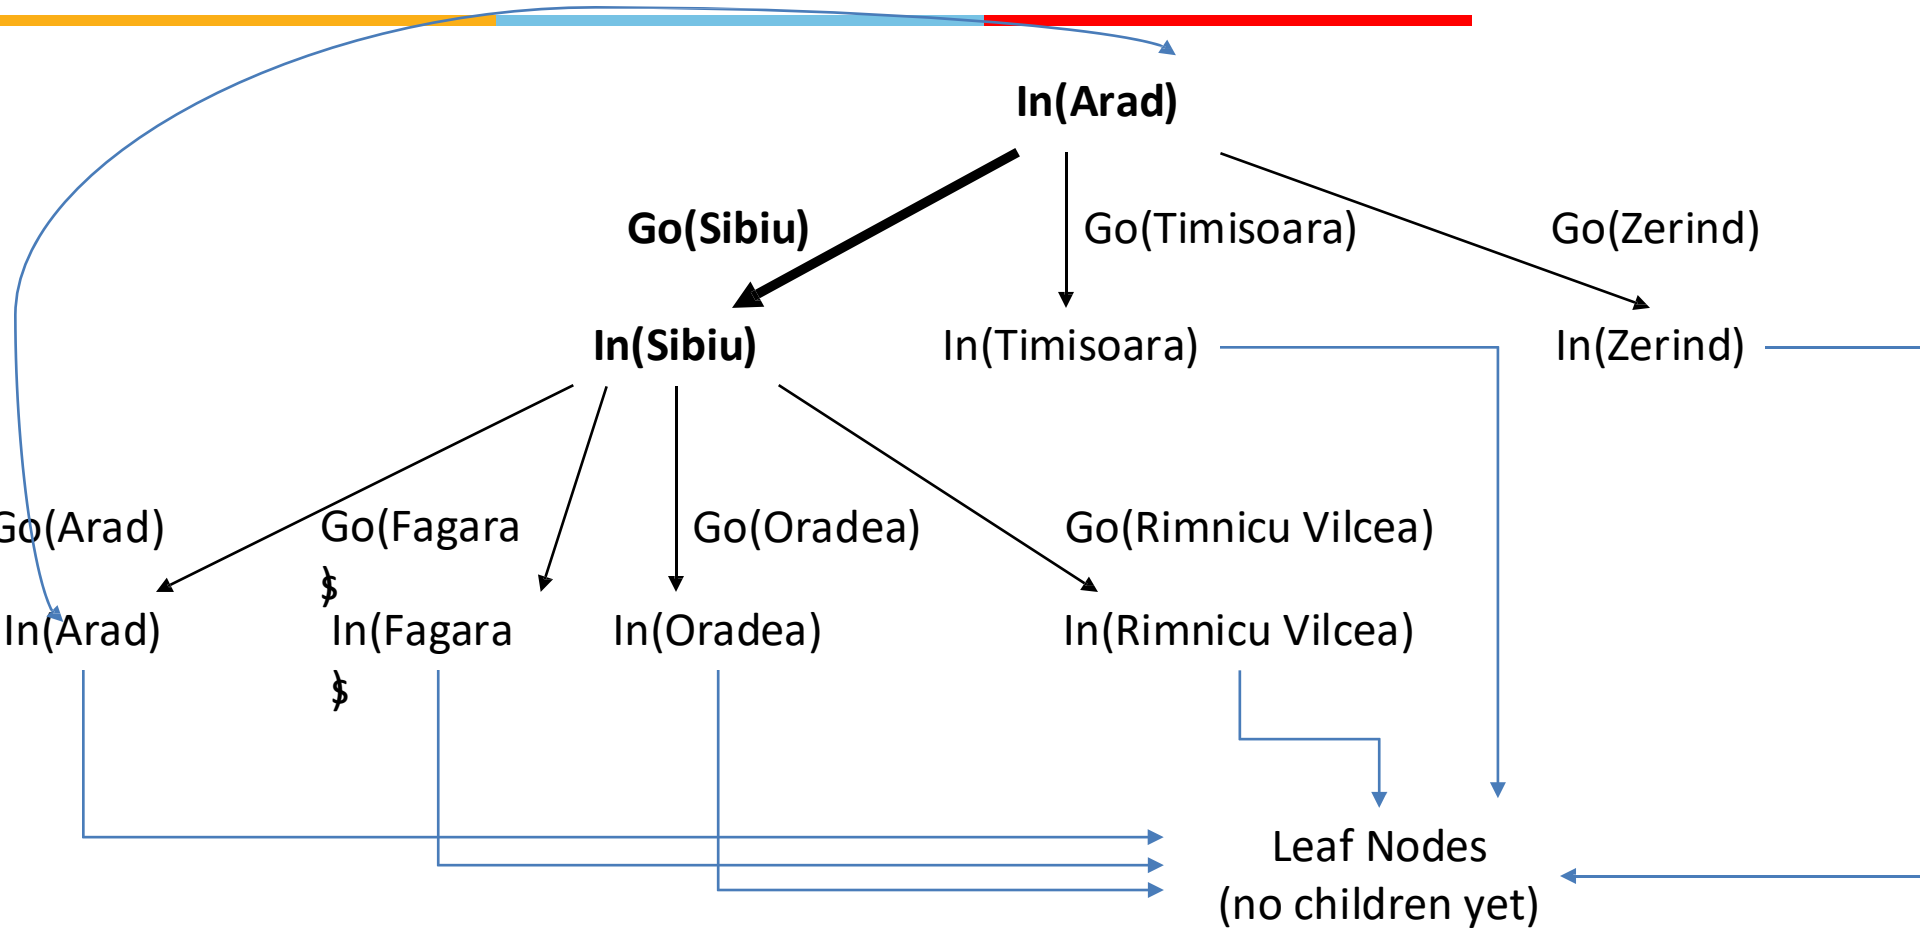 In(Arad)
Go(Sibiu)
Go(Timisoara)
Go(Zerind)
In(Sibiu)
In(Timisoara)
In(Zerind)
Go(Arad)
Go(Fagara
$)
Go(Oradea)
Go(Rimnicu Vilcea)
In(Arad)
In(Fagara
$)
In(Oradea)
In(Rimnicu Vilcea)
Leaf Nodes
(no children yet)